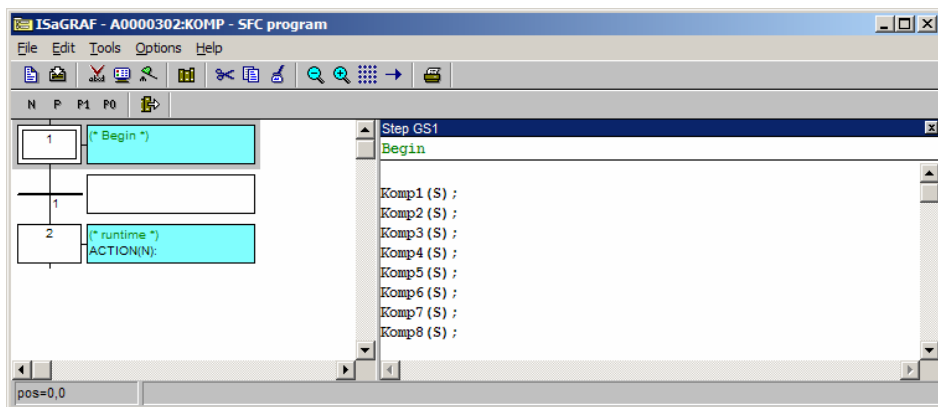 ISaGRAF - A0000302:KOMP - SFC program
File Edit Tools Options Help
N P P1 P0
1
(* Begin *)
1
2
(* runtime *)
ACTION(N):
Step GS1
Begin
Komp1(S);
Komp2(S);
Komp3(S);
Komp4(S);
Komp5(S);
Komp6(S);
Komp7(S);
Komp8(S);
pos=0,0